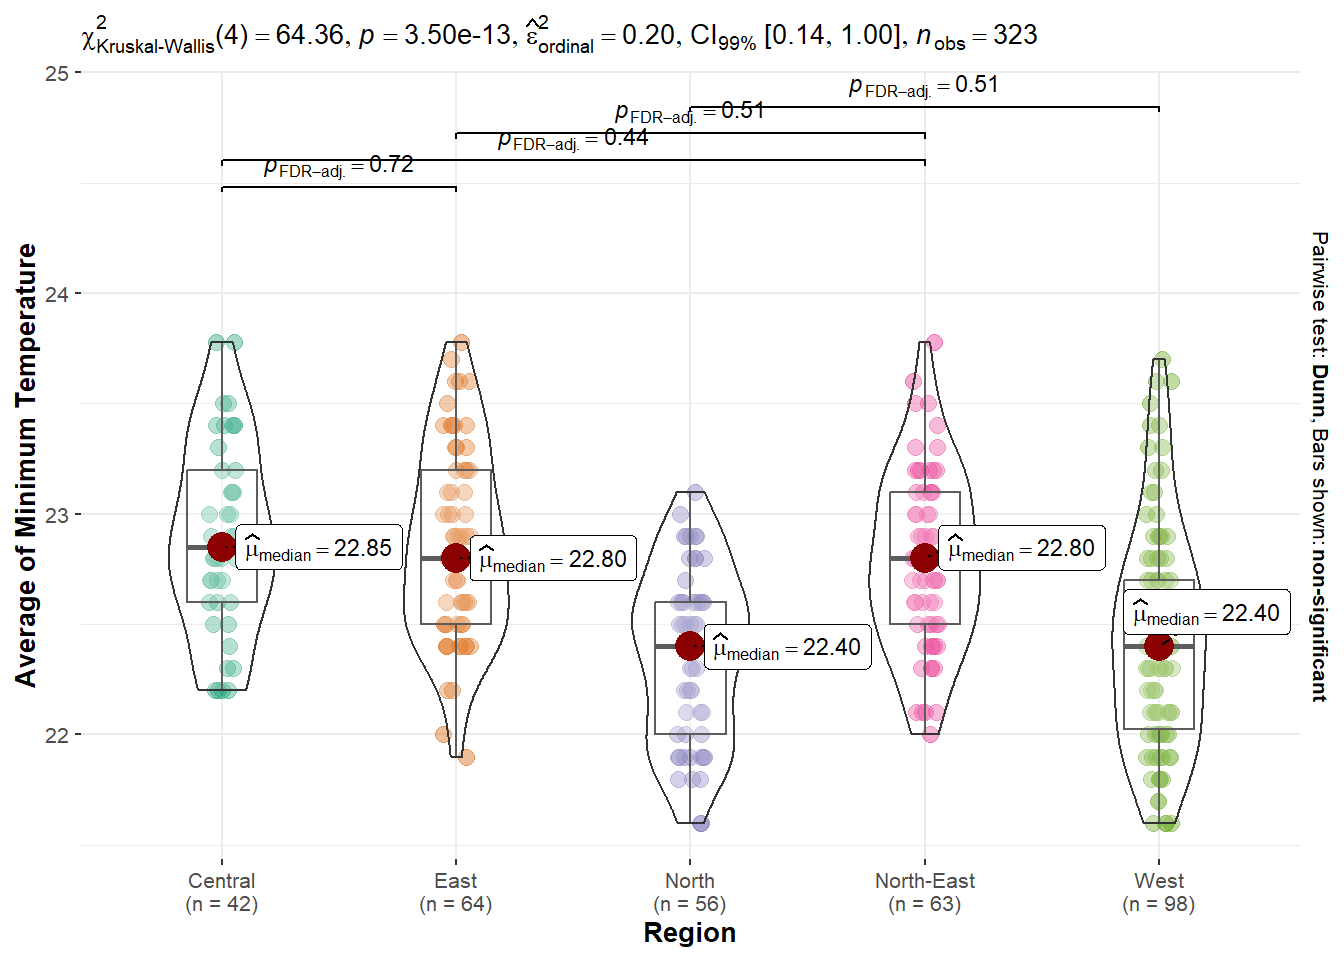 χ²Kruskal-Wallis(4) = 64.36, p = 3.50e-13, ε̂²ordinal = 0.20, CI99% [0.14, 1.00], nobs = 323
25
pFDR−adj. = 0.51
pFDR−adj. = 0.51
pFDR−adj. = 0.44
pFDR−adj. = 0.72
24
23
22
Average of Minimum Temperature
μ̂median = 22.85
μ̂median = 22.80
μ̂median = 22.40
μ̂median = 22.80
μ̂median = 22.40
Pairwise test: Dunn, Bars shown: non-significant
Central
(n = 42)
East
(n = 64)
North
(n = 56)
North-East
(n = 63)
West
(n = 98)
Region